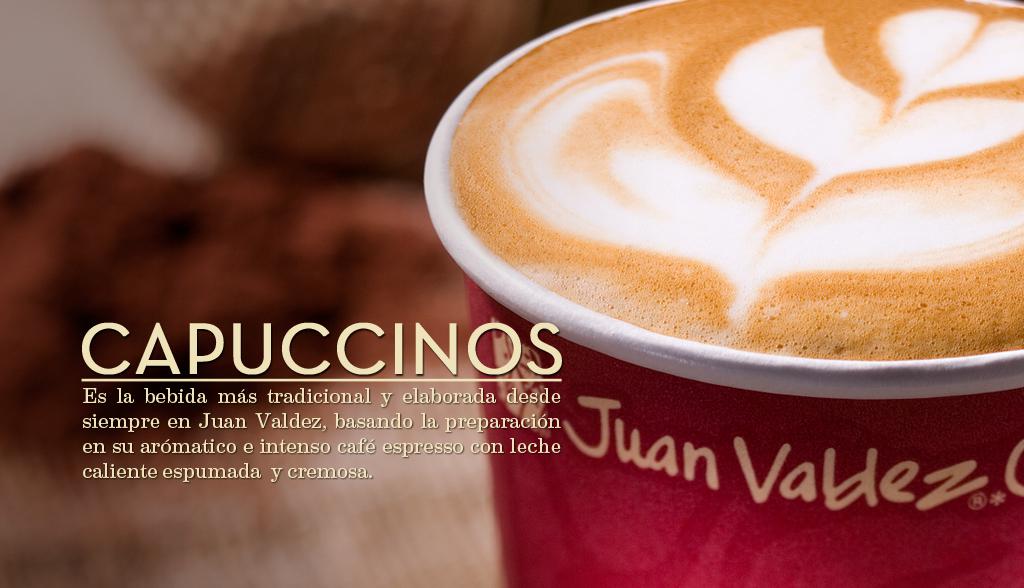 CAPUCCINOS
Es la bebida más tradicional y elaborada desde
siempre en Juan Valdez, basando la preparación
en su arómatico e intenso café espresso con leche
caliente espumada y cremosa.
Juan Valdez ®*